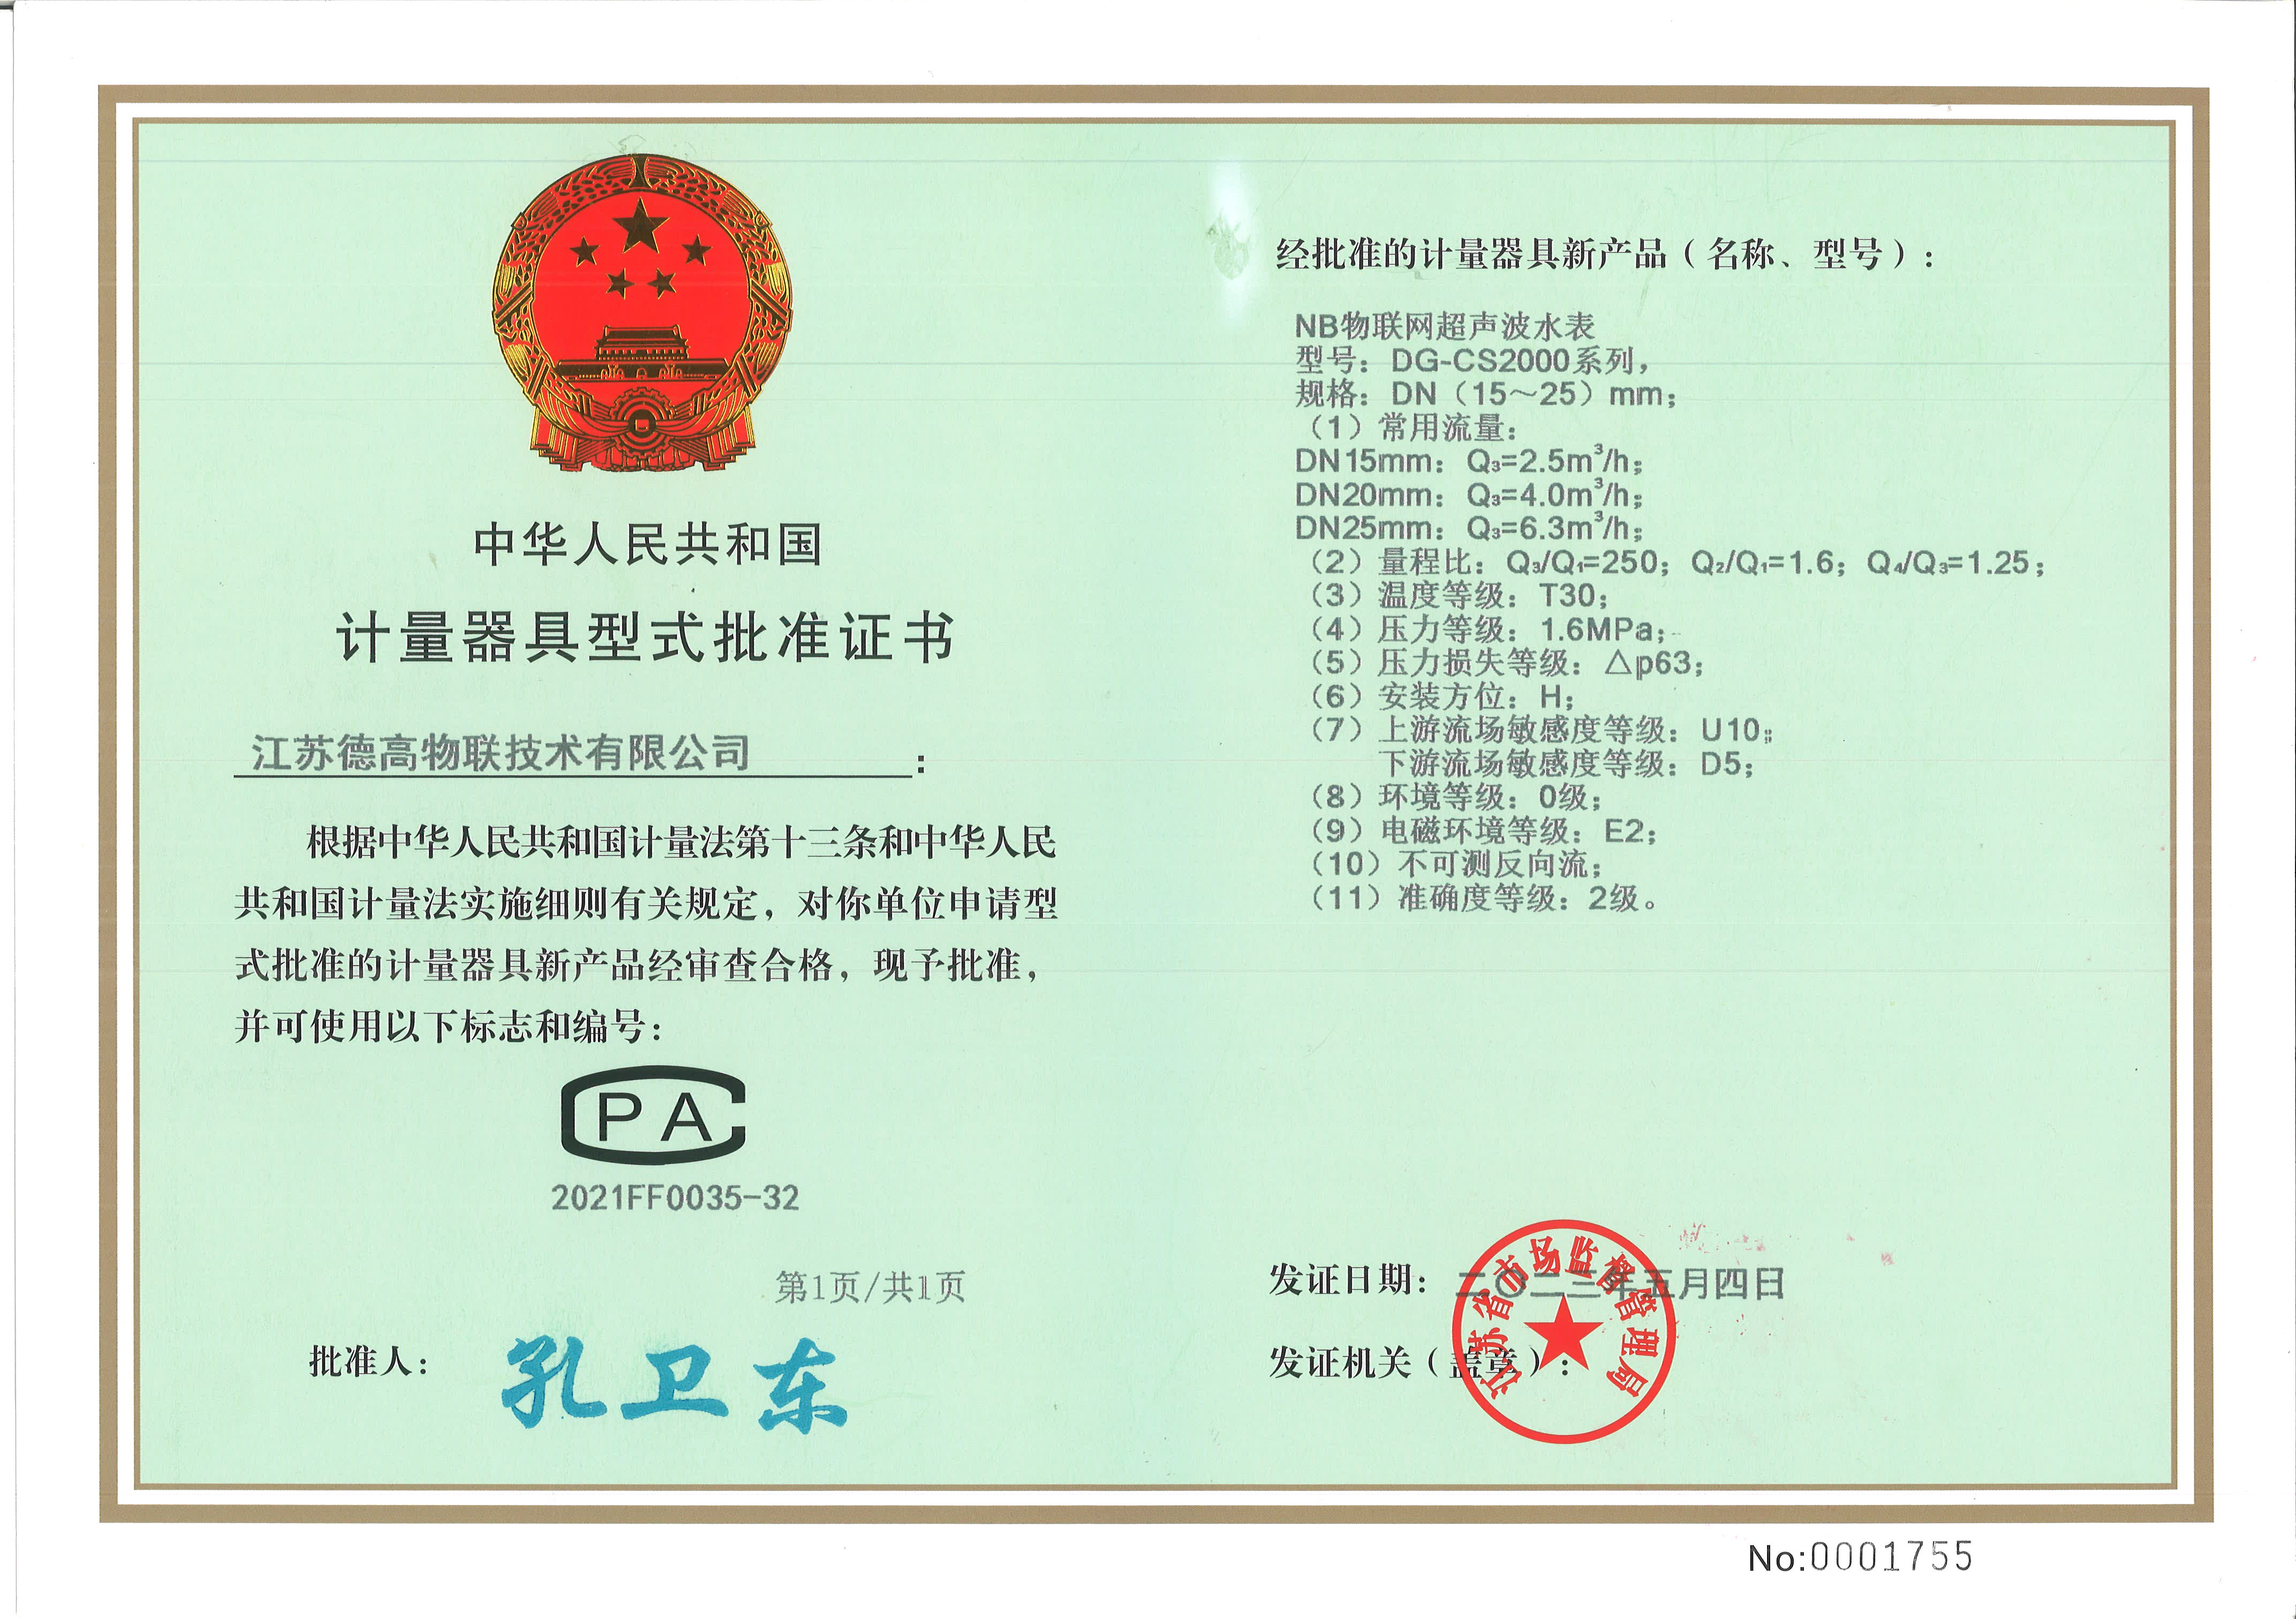 中华人民共和国
计量器具型式批准证书
江苏德高物联技术有限公司：
根据中华人民共和国计量法第十三条和中华人民
共和国计量法实施细则有关规定，对你单位申请型
式批准的计量器具新产品经审查合格，现予批准，
并可使用以下标志和编号：
CPA
2021FF0035-32
第1页/共1页
批准人：
孔卫东
经批准的计量器具新产品（名称、型号）：
NB物联网超声波水表
型号：DG-CS2000系列，
规格：DN（15～25）mm；
（1）常用流量：
DN15mm：Q₃=2.5m³/h；
DN20mm：Q₃=4.0m³/h；
DN25mm：Q₃=6.3m³/h；
（2）量程比：Q₃/Q₁=250；Q₂/Q₁=1.6；Q₄/Q₃=1.25；
（3）温度等级：T30；
（4）压力等级：1.6MPa；
（5）压力损失等级：△p63；
（6）安装方位：H；
（7）上游流场敏感度等级：U10；
下游流场敏感度等级：D5；
（8）环境等级：0级；
（9）电磁环境等级：E2；
（10）不可测反向流；
（11）准确度等级：2级。
发证日期：二〇二三年五月四日
发证机关（盖章）：
江苏省市场监督管理局
No:0001755